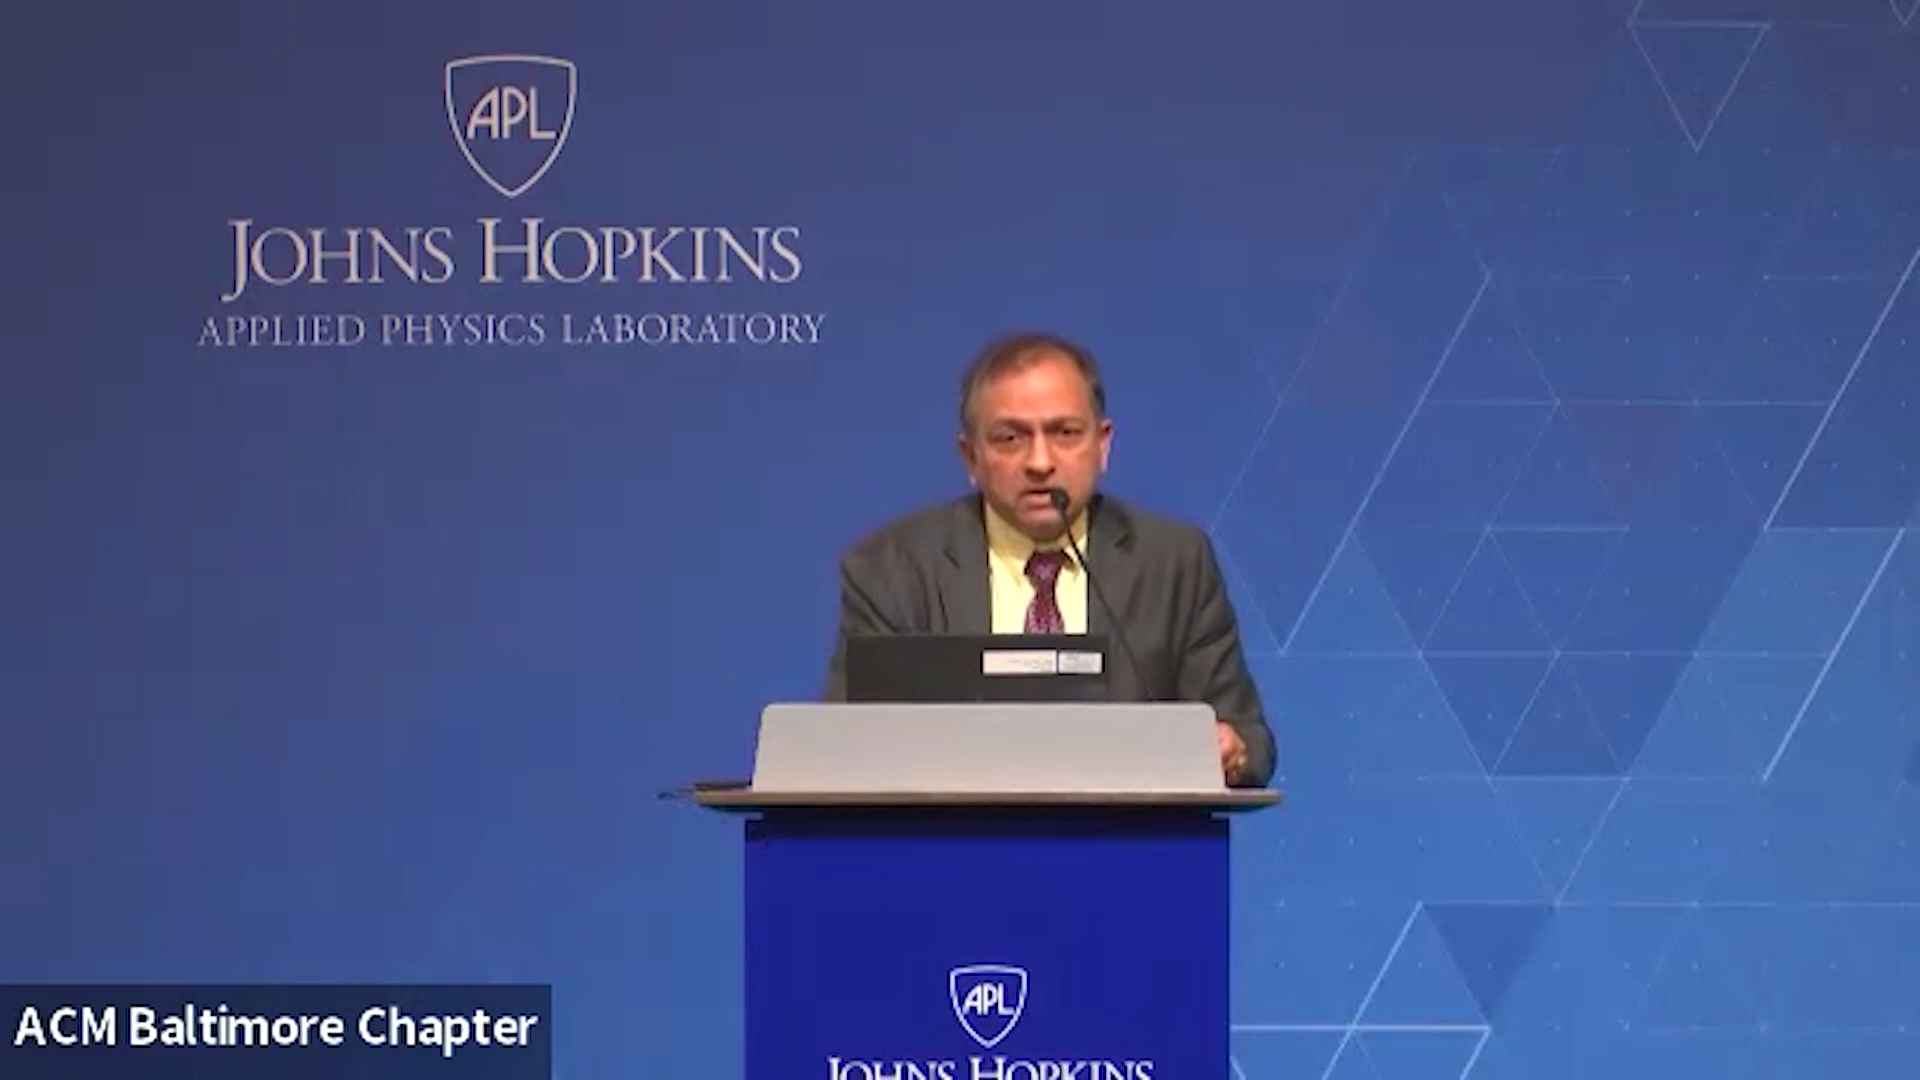 APL
JOHNS HOPKINS
APPLIED PHYSICS LABORATORY
ACM Baltimore Chapter
APL
JOHNS HOPKINS